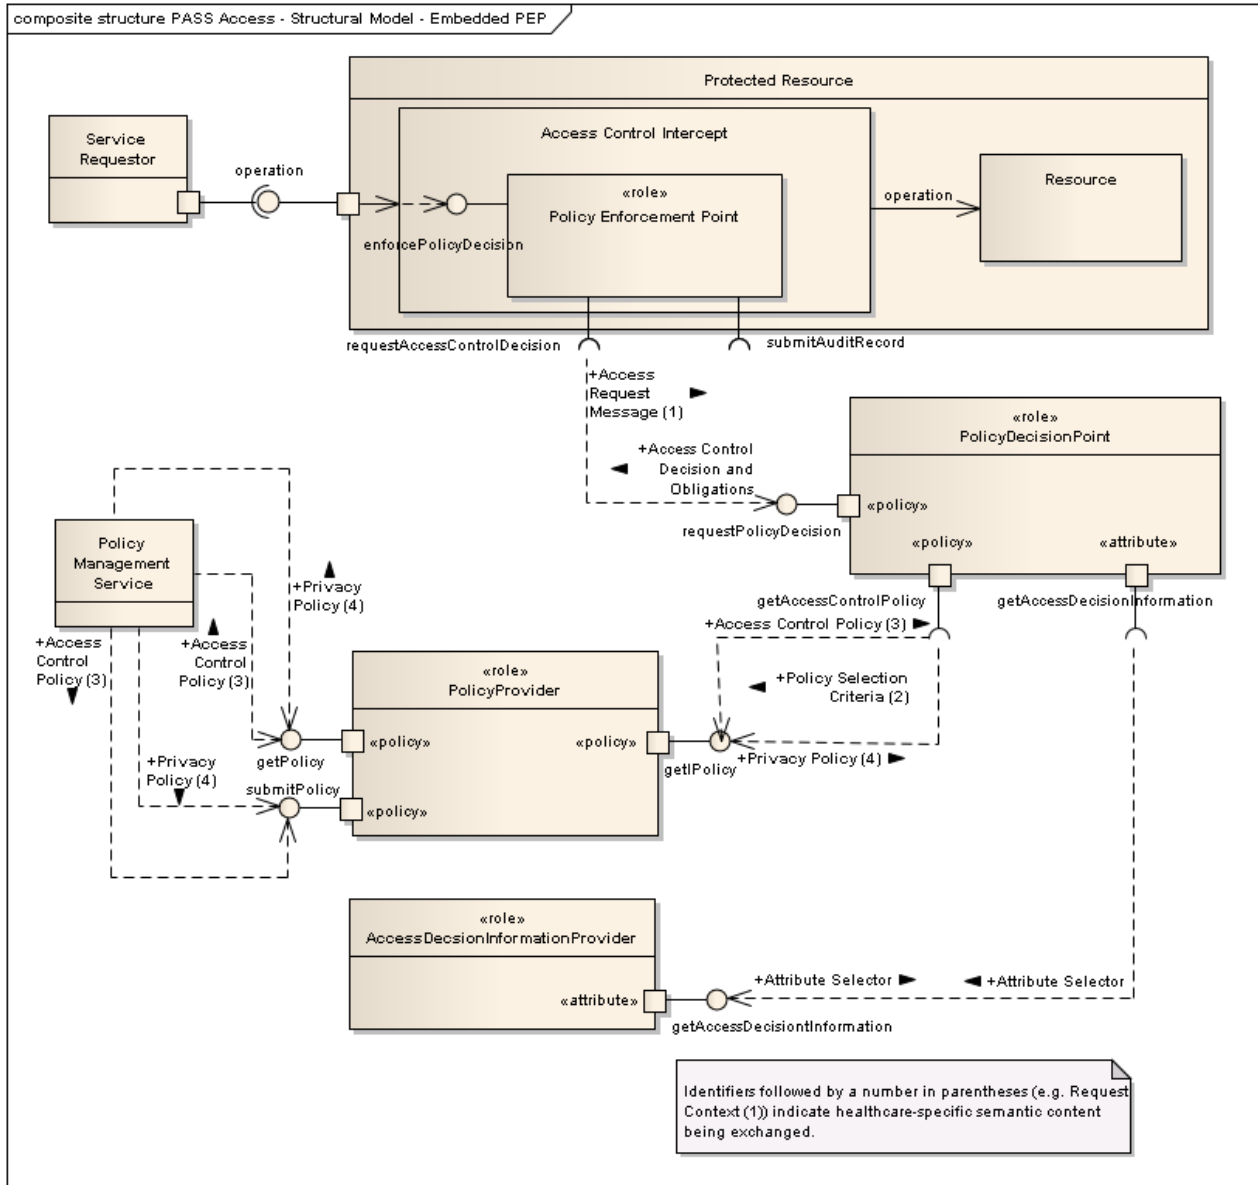 composite structure PASS Access - Structural Model - Embedded PEP
Protected Resource
Service
Requestor
operation
Access Control Intercept
«role»
Policy Enforcement Point
enforcePolicyDecision
operation
Resource
requestAccessControlDecision
submitAuditRecord
+Access
Request
Message (1)
+Access Control
Decision and
Obligations
requestPolicyDecision
«role»
PolicyDecisionPoint
«policy»
«policy»
«attribute»
getAccessControlPolicy
getAccessDecisionInformation
Policy
Management
Service
+Privacy
Policy (4)
+Access
Control
Policy (3)
+Access
Control
Policy (3)
+Privacy
Policy (4)
getPolicy
submitPolicy
«role»
PolicyProvider
«policy»
«policy»
«policy»
getIPolicy
+Access Control Policy (3)
+Policy Selection
Criteria (2)
+Privacy Policy (4)
«role»
AccessDecsionInformationProvider
«attribute»
+Attribute Selector
+Attribute Selector
getAccessDecisiontInformation
Identifiers followed by a number in parentheses (e.g. Request
Context (1)) indicate healthcare-specific semantic content
being exchanged.